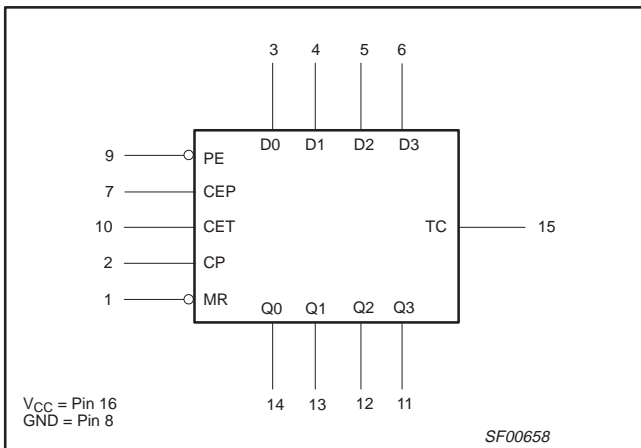 3 4 5 6
D0 D1 D2 D3
9 PE
7 CEP
10 CET TC 15
2 CP
1 MR
Q0 Q1 Q2 Q3
14 13 12 11
VCC = Pin 16
GND = Pin 8
SF00658